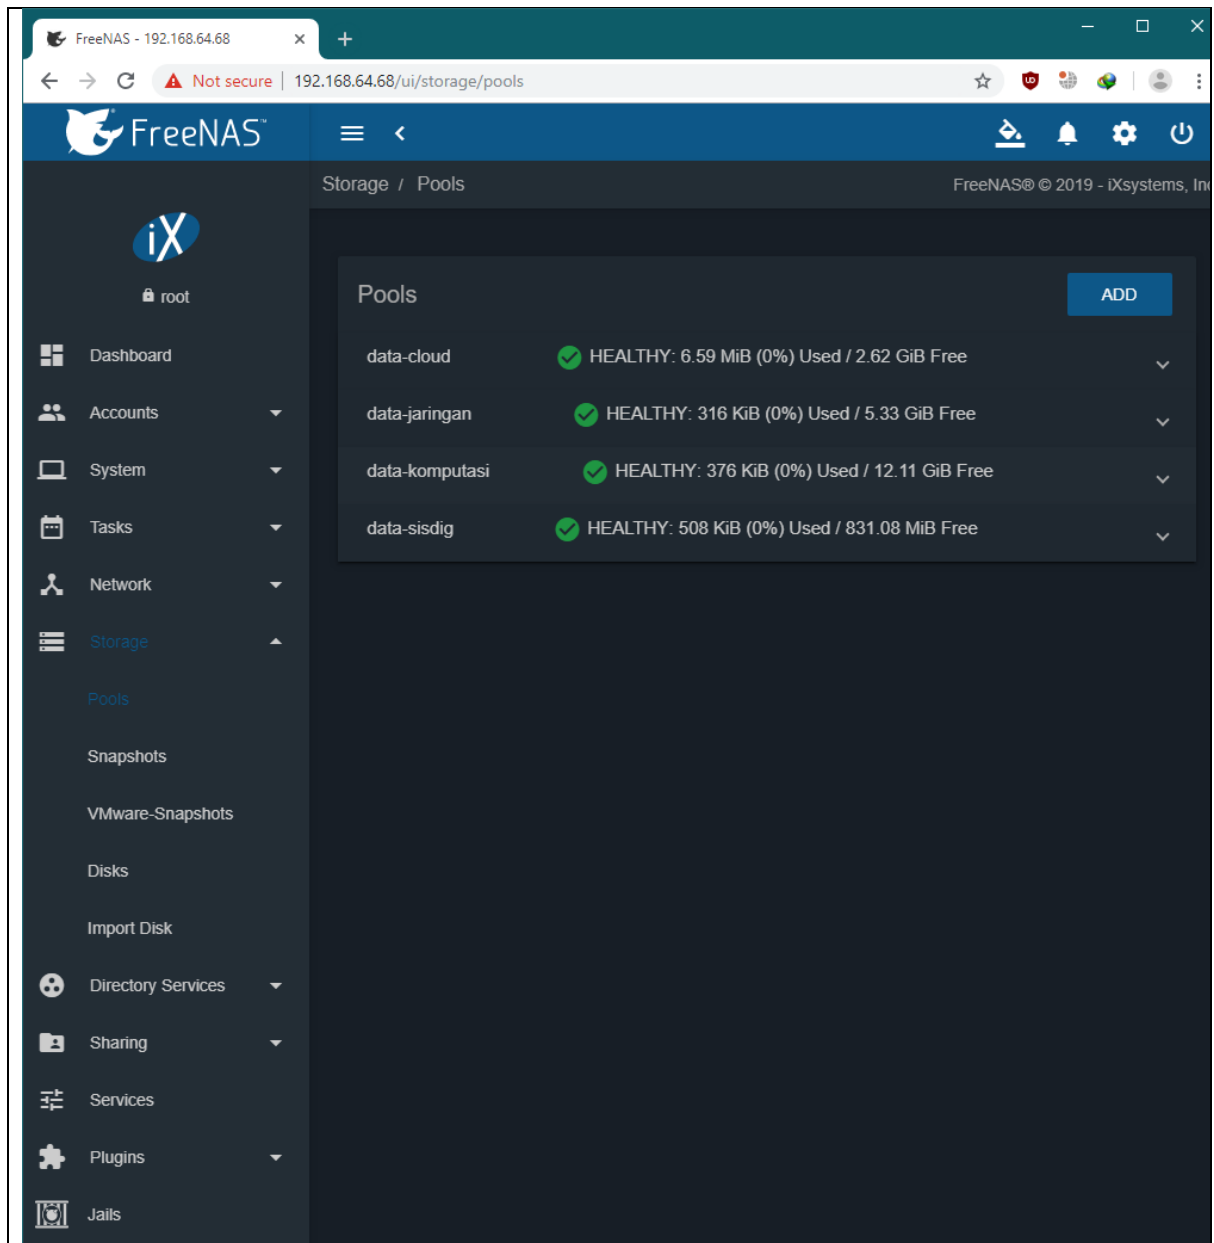 FreeNAS - 192.168.64.68
Not secure | 192.168.64.68/ui/storage/pools
FreeNAS™
Storage / Pools
FreeNAS® © 2019 - iXsystems, Inc
iX
root
Pools
ADD
data-cloud HEALTHY: 6.59 MiB (0%) Used / 2.62 GiB Free
data-jaringan HEALTHY: 316 KiB (0%) Used / 5.33 GiB Free
data-komputasi HEALTHY: 376 KiB (0%) Used / 12.11 GiB Free
data-sisdig HEALTHY: 508 KiB (0%) Used / 831.08 MiB Free
Dashboard
Accounts
System
Tasks
Network
Storage
Pools
Snapshots
VMware-Snapshots
Disks
Import Disk
Directory Services
Sharing
Services
Plugins
Jails